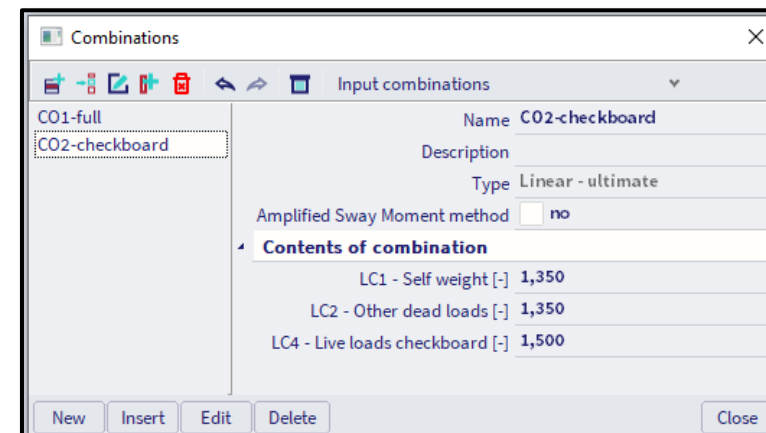 Combinations
Input combinations
CO1-full
CO2-checkboard
Name CO2-checkboard
Description
Type Linear - ultimate
Amplified Sway Moment method no
Contents of combination
LC1 - Self weight [-] 1,350
LC2 - Other dead loads [-] 1,350
LC4 - Live loads checkboard [-] 1,500
New Insert Edit Delete Close